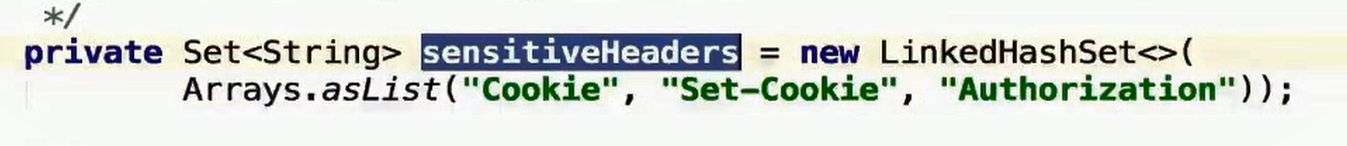 */
private Set<String> sensitiveHeaders = new LinkedHashSet<>(
Arrays.asList("Cookie", "Set-Cookie", "Authorization"));